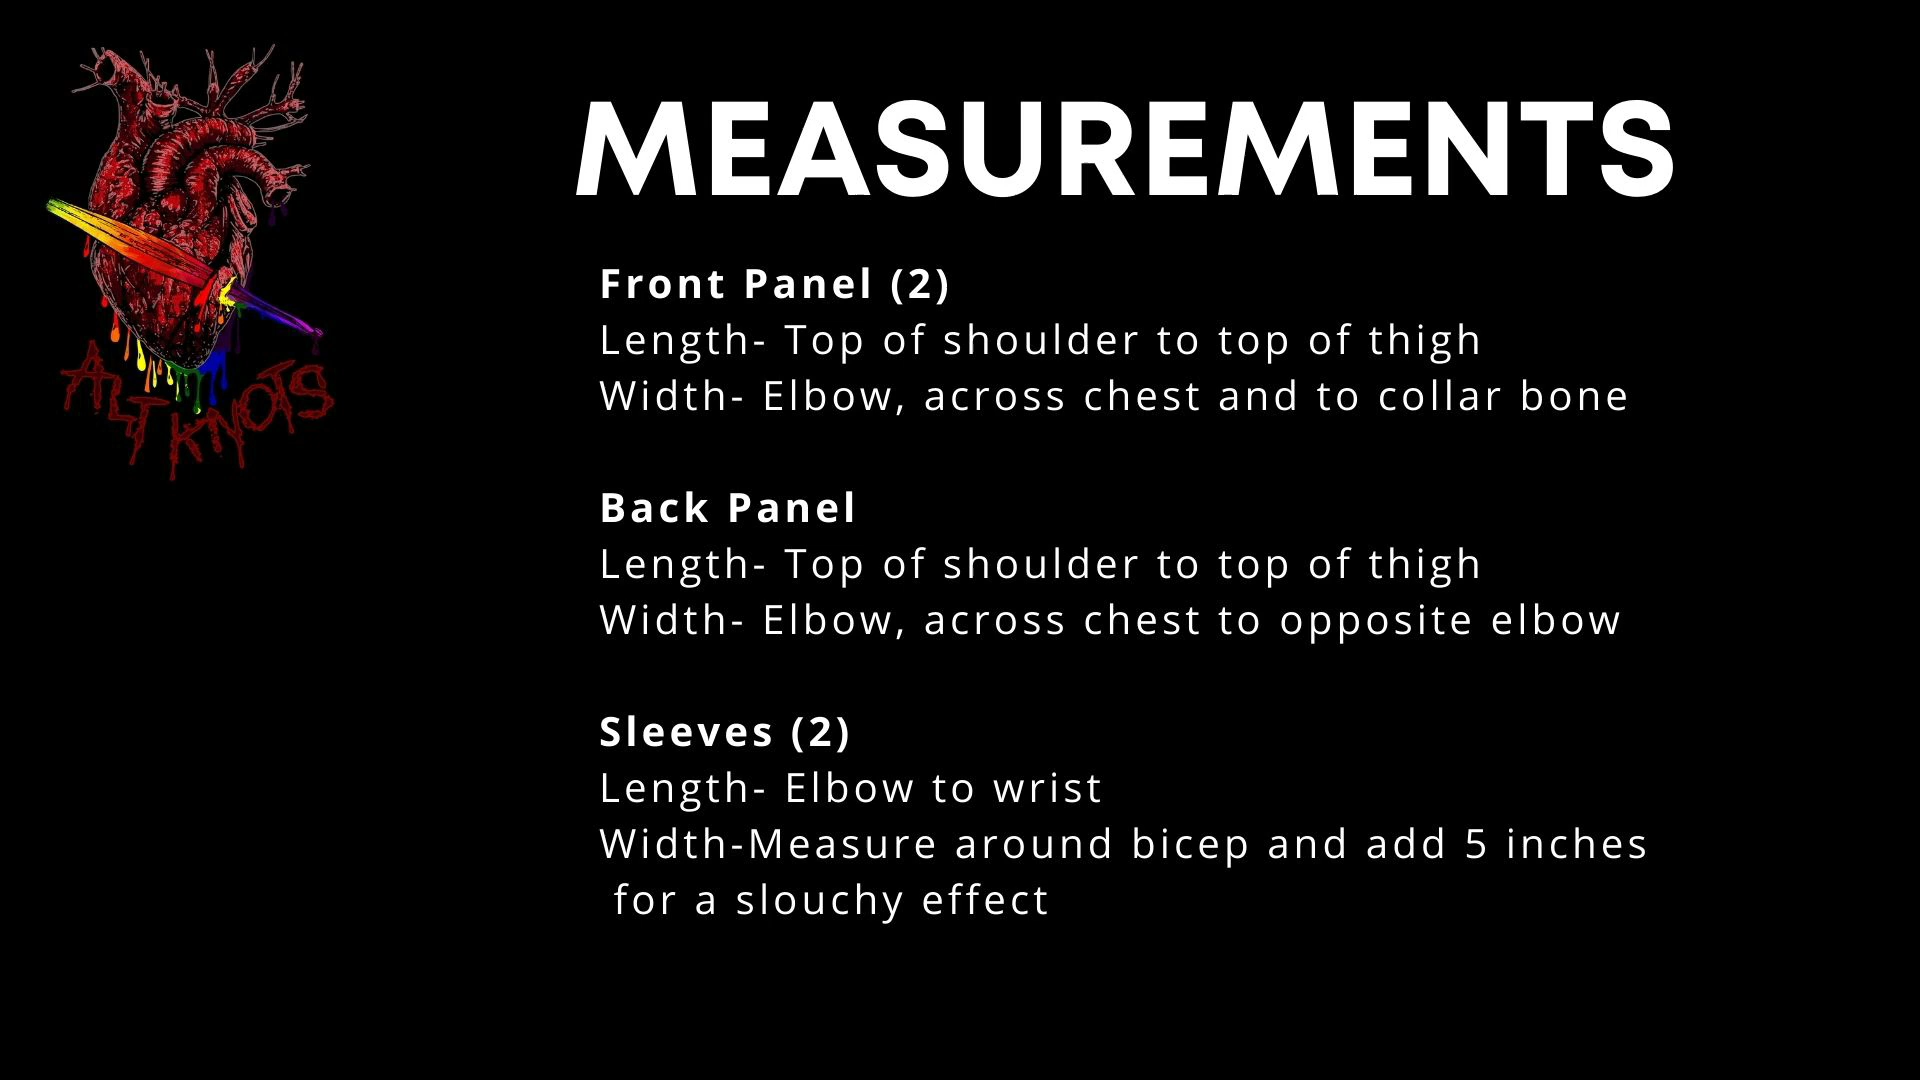 ALT KNOTS
MEASUREMENTS
Front Panel (2)
Length- Top of shoulder to top of thigh
Width- Elbow, across chest and to collar bone
Back Panel
Length- Top of shoulder to top of thigh
Width- Elbow, across chest to opposite elbow
Sleeves (2)
Length- Elbow to wrist
Width-Measure around bicep and add 5 inches
for a slouchy effect